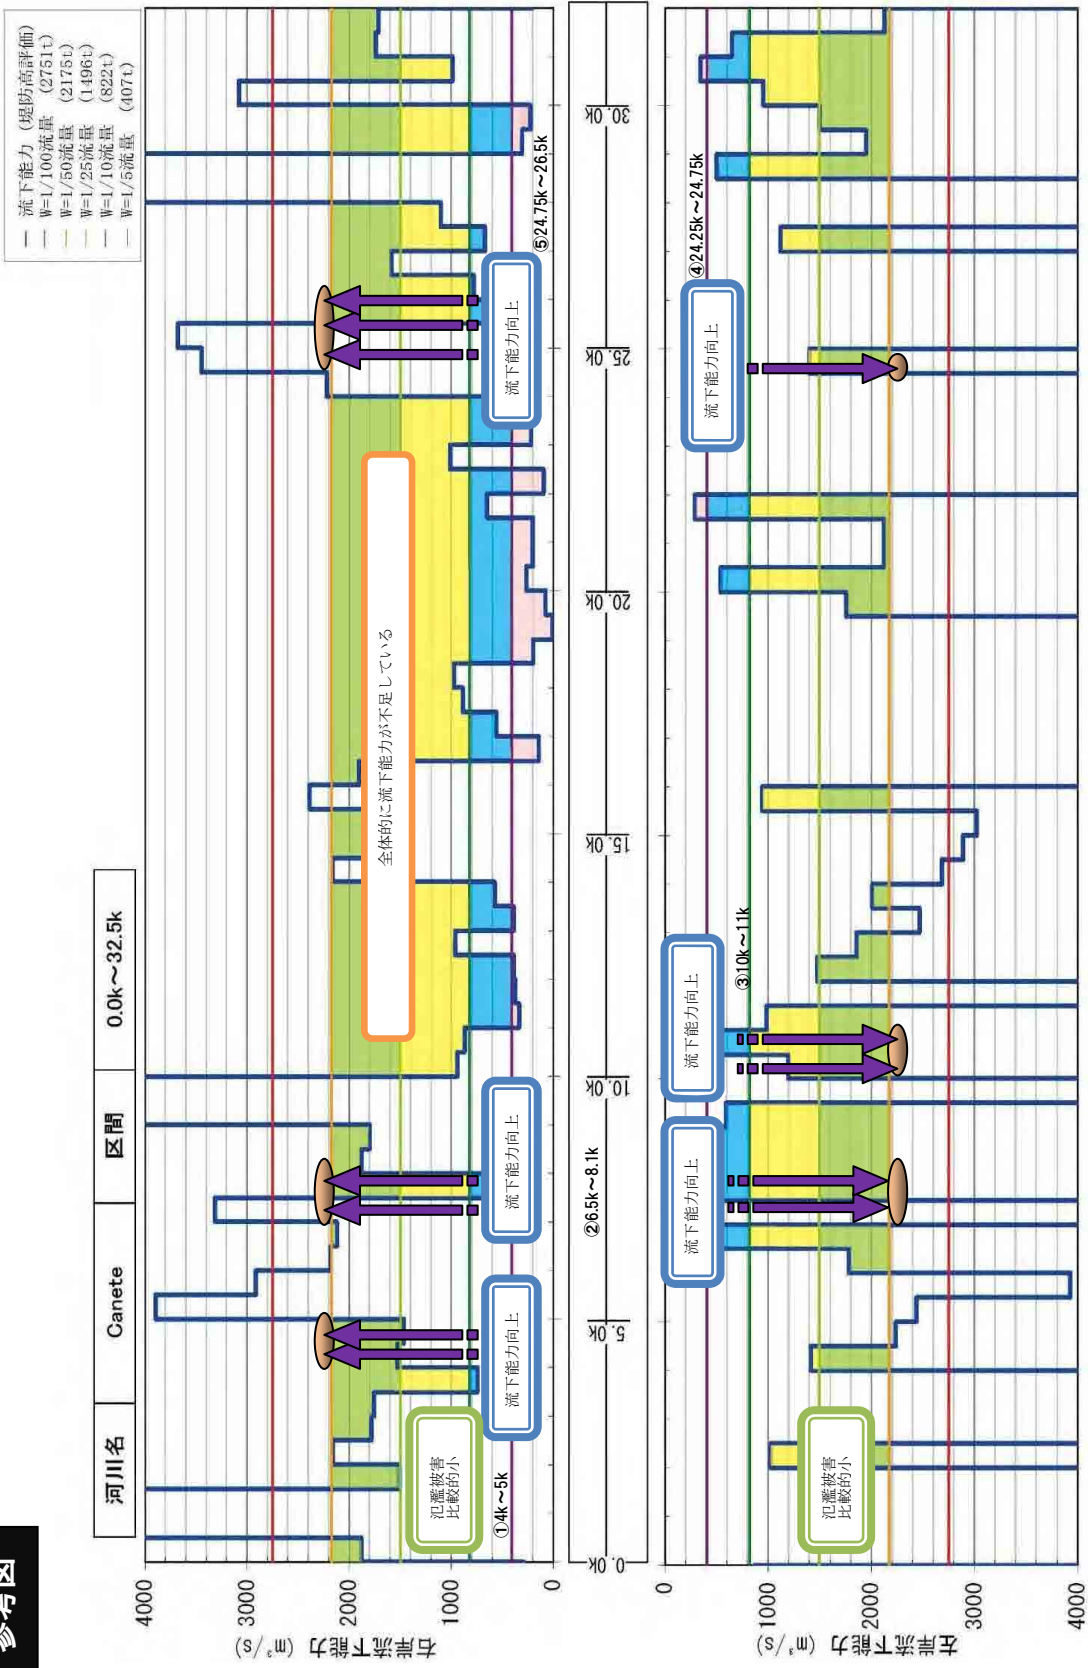 参考図
河川名
Canete
区間
0.0k～32.5k
流下能力（堤防高評価）
W=1/100流量 (2751t)
W=1/50流量 (2175t)
W=1/25流量 (1496t)
W=1/10流量 (822t)
W=1/5流量 (407t)
右岸流下能力 (m³/s)
4000
3000
2000
1000
0
氾濫被害
比較的小
流下能力向上
流下能力向上
全体的に流下能力が不足している
流下能力向上
①4k～5k
②6.5k～8.1k
⑤24.75k～26.5k
0.0k
5.0k
10.0k
15.0k
20.0k
25.0k
30.0k
左岸流下能力 (m³/s)
0
1000
2000
3000
4000
氾濫被害
比較的小
流下能力向上
流下能力向上
流下能力向上
③10k～11k
④24.25k～24.75k